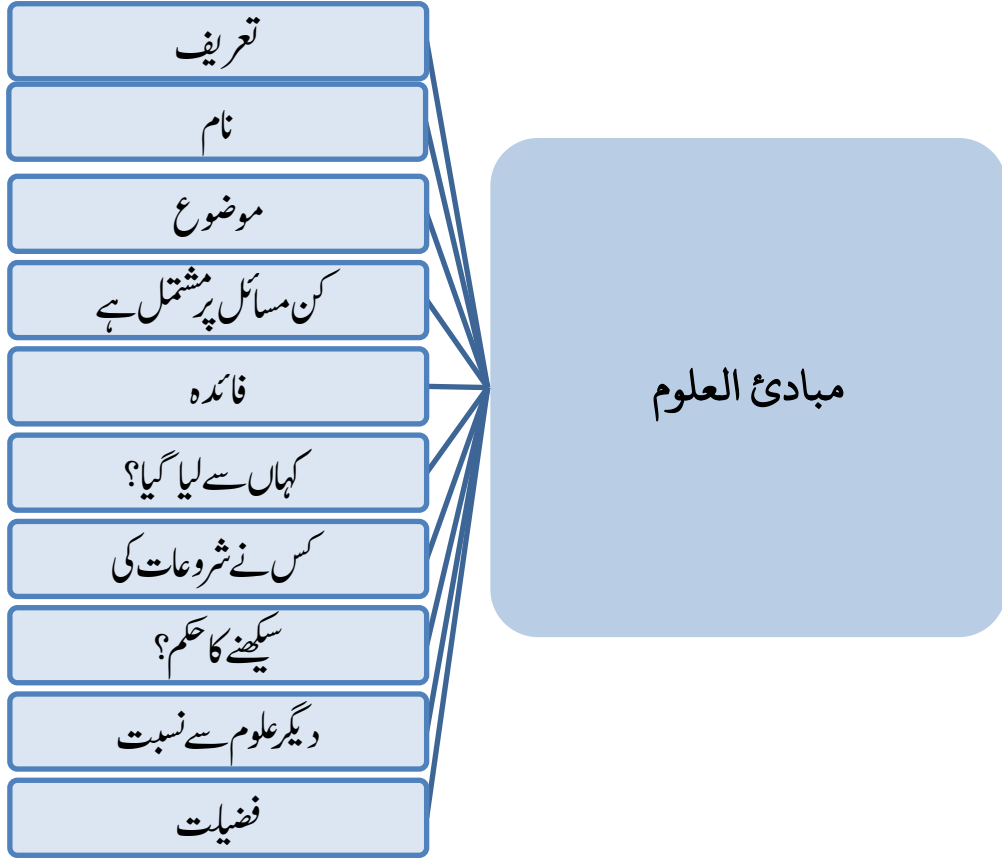 مبادئ العلوم
تعریف
نام
موضوع
کن مسائل پر مشتمل ہے
فائدہ
کہاں سے لیا گیا؟
کس نے شروعات کی
سیکھنے کا حکم؟
دیگر علوم سے نسبت
فضیلت